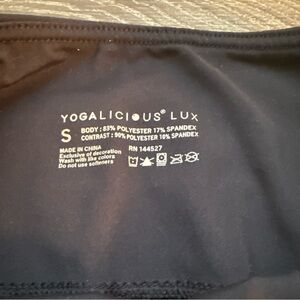 YOGALICIOUS® LUX
S
BODY : 83% POLYESTER 17% SPANDEX
CONTRAST : 90% POLYESTER 10% SPANDEX
MADE IN CHINA
RN 144527
Exclusive of decoration
Wash with like colors
Do not use softeners